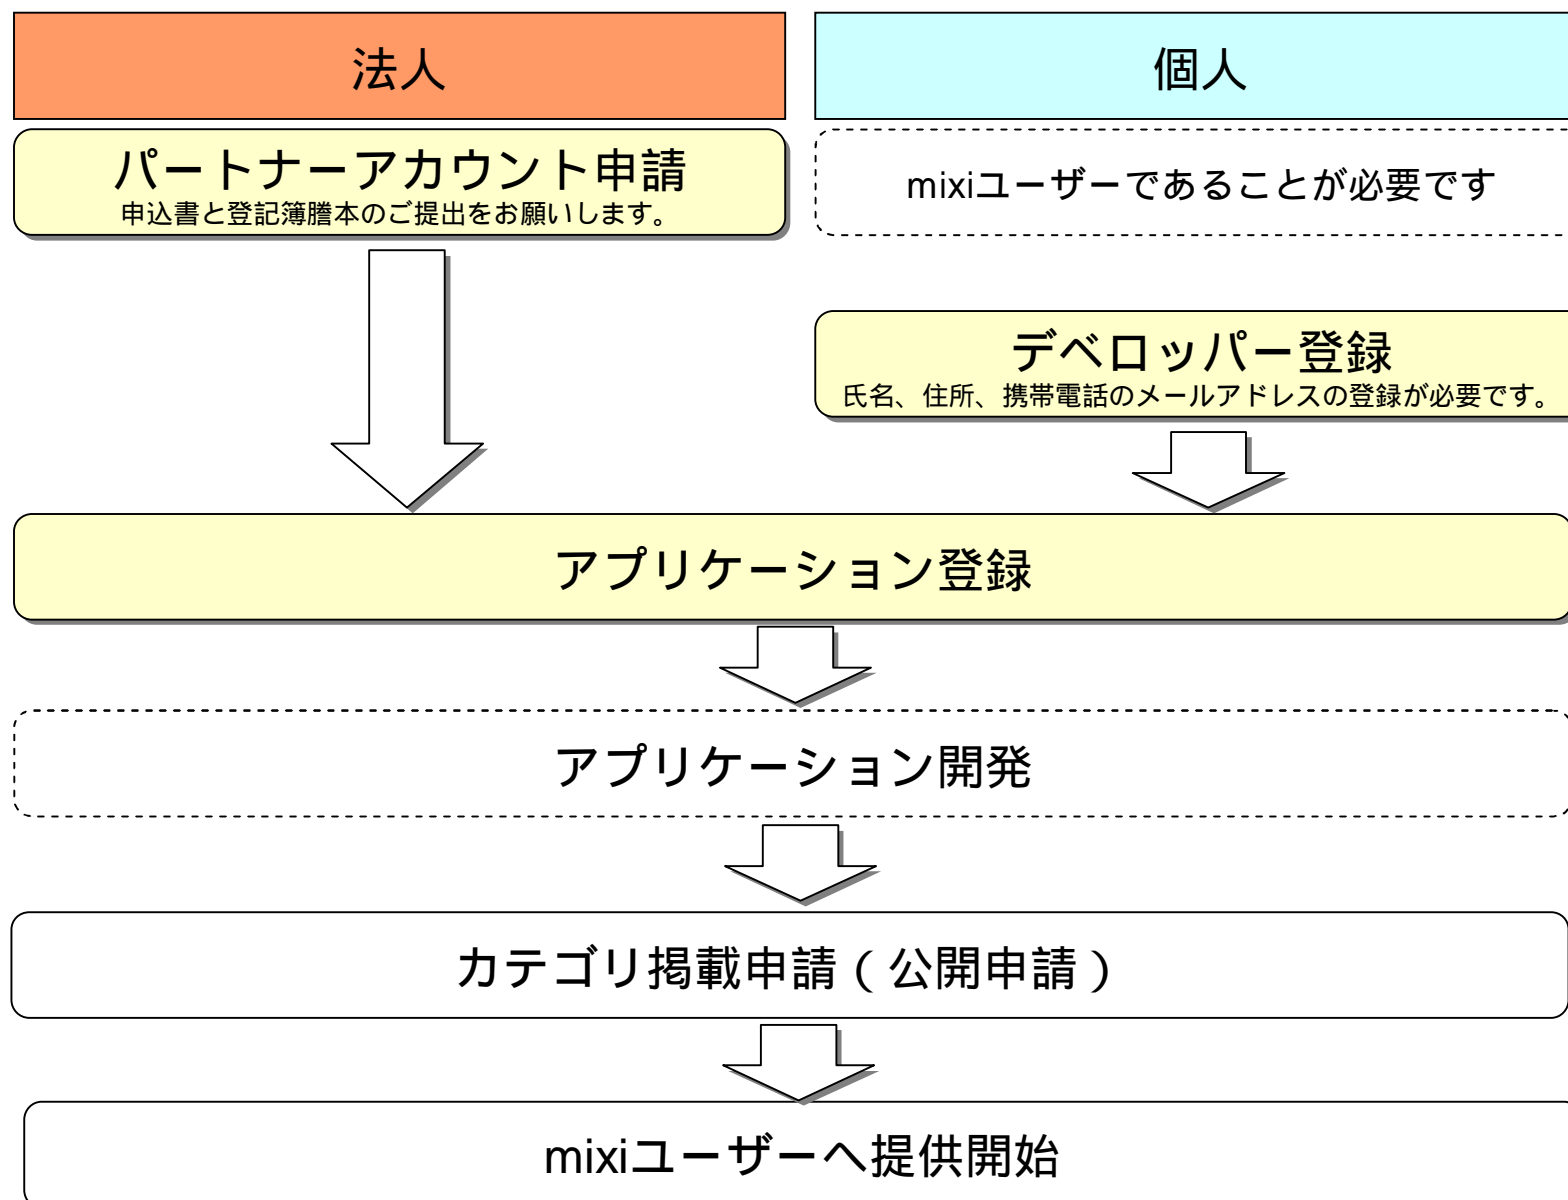 法人
個人
パートナーアカウント申請
申込書と登記簿謄本のご提出をお願いします。
mixiユーザーであることが必要です
デベロッパー登録
氏名、住所、携帯電話のメールアドレスの登録が必要です。
アプリケーション登録
アプリケーション開発
カテゴリ掲載申請（公開申請）
mixiユーザーへ提供開始